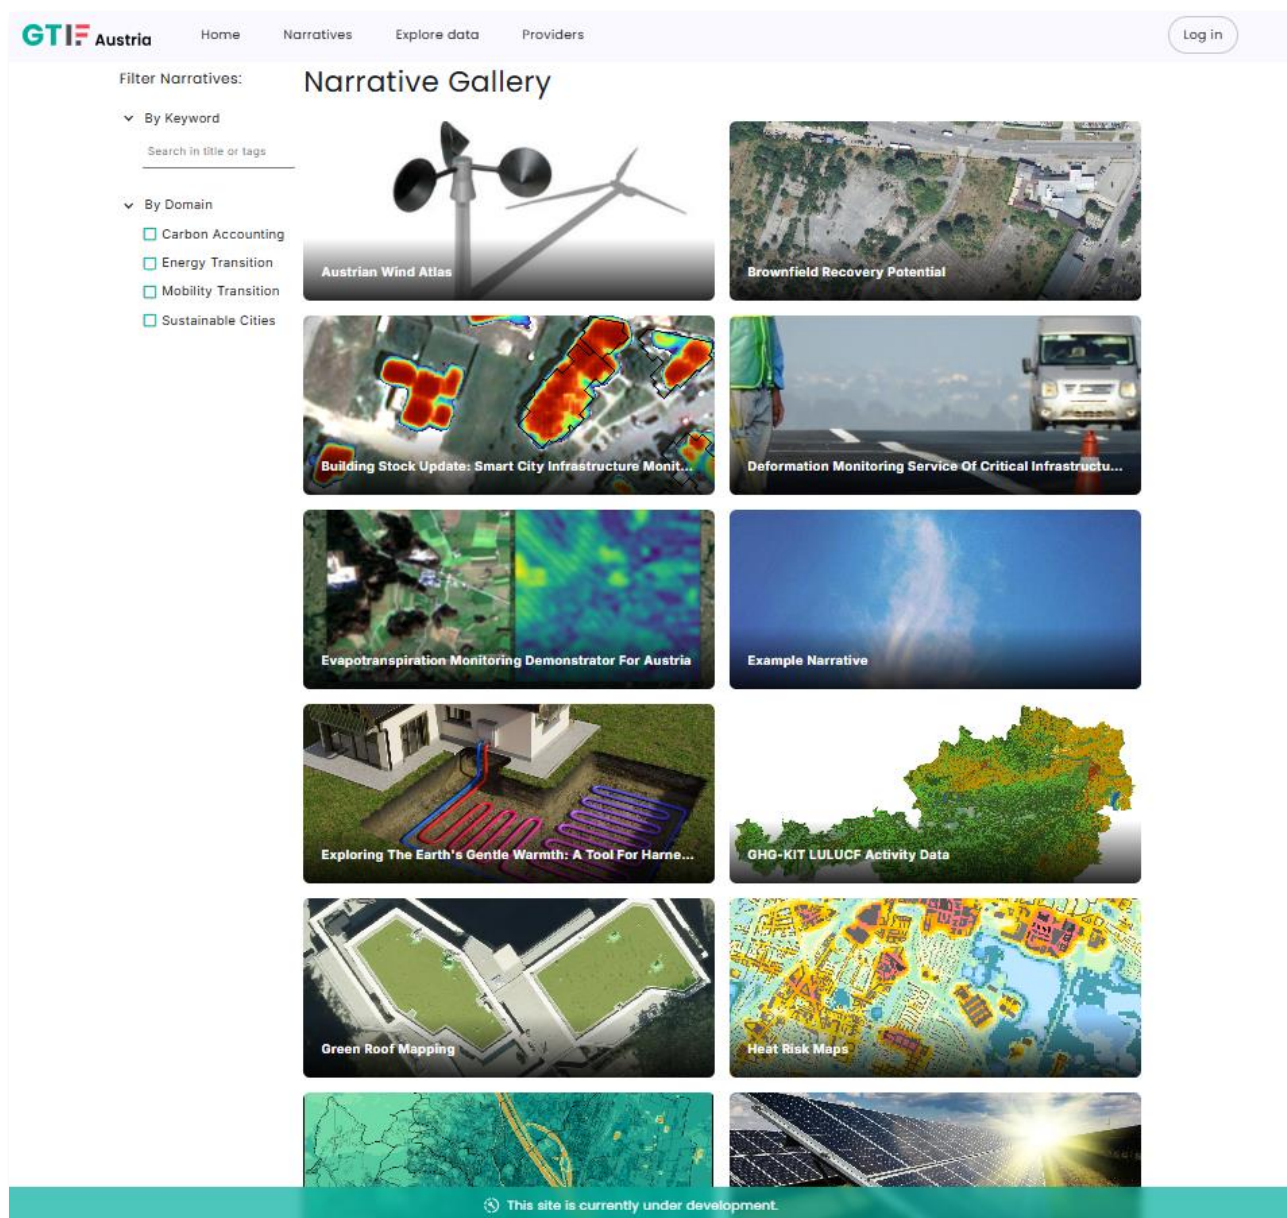 GTIF Austria
Home
Narratives
Explore data
Providers
Log in
Filter Narratives:
By Keyword
Search in title or tags
By Domain
Carbon Accounting
Energy Transition
Mobility Transition
Sustainable Cities
Narrative Gallery
Austrian Wind Atlas
Brownfield Recovery Potential
Building Stock Update: Smart City Infrastructure Monit...
Deformation Monitoring Service Of Critical Infrastructu...
Evapotranspiration Monitoring Demonstrator For Austria
Example Narrative
Exploring The Earth's Gentle Warmth: A Tool For Harne...
GHG-KIT LULUCF Activity Data
Green Roof Mapping
Heat Risk Maps
This site is currently under development.